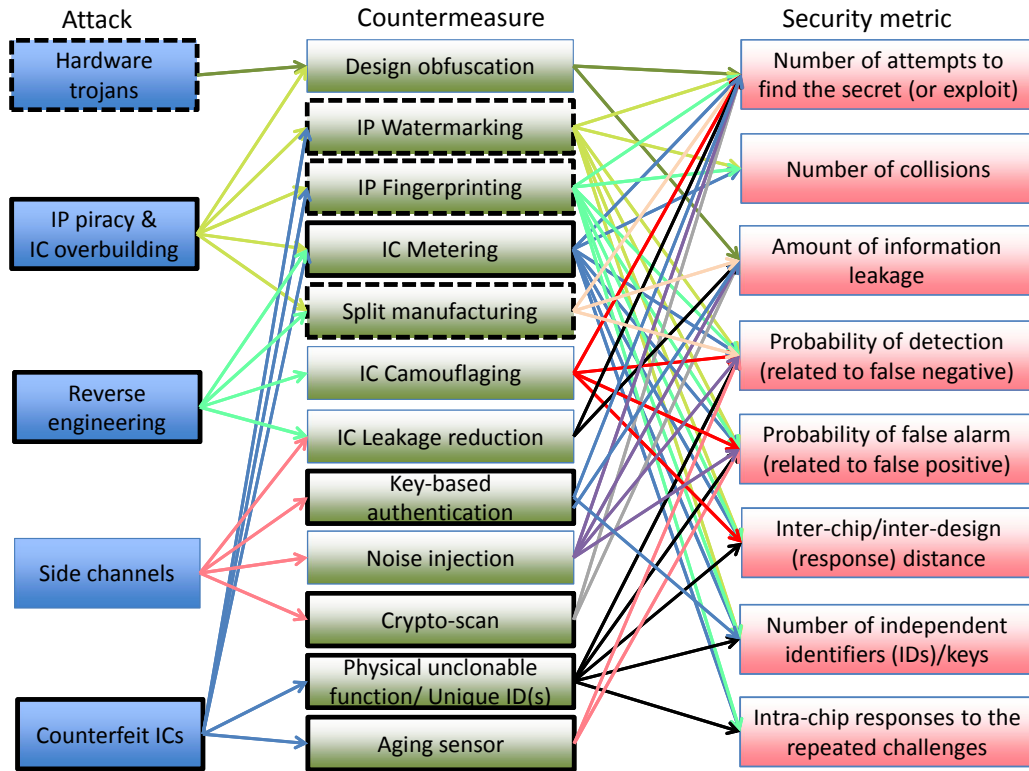 Attack
Countermeasure
Security metric
Hardware
trojans
IP piracy &
IC overbuilding
Reverse
engineering
Side channels
Counterfeit ICs
Design obfuscation
IP Watermarking
IP Fingerprinting
IC Metering
Split manufacturing
IC Camouflaging
IC Leakage reduction
Key-based
authentication
Noise injection
Crypto-scan
Physical unclonable
function/ Unique ID(s)
Aging sensor
Number of attempts to
find the secret (or exploit)
Number of collisions
Amount of information
leakage
Probability of detection
(related to false negative)
Probability of false alarm
(related to false positive)
Inter-chip/inter-design
(response) distance
Number of independent
identifiers (IDs)/keys
Intra-chip responses to the
repeated challenges